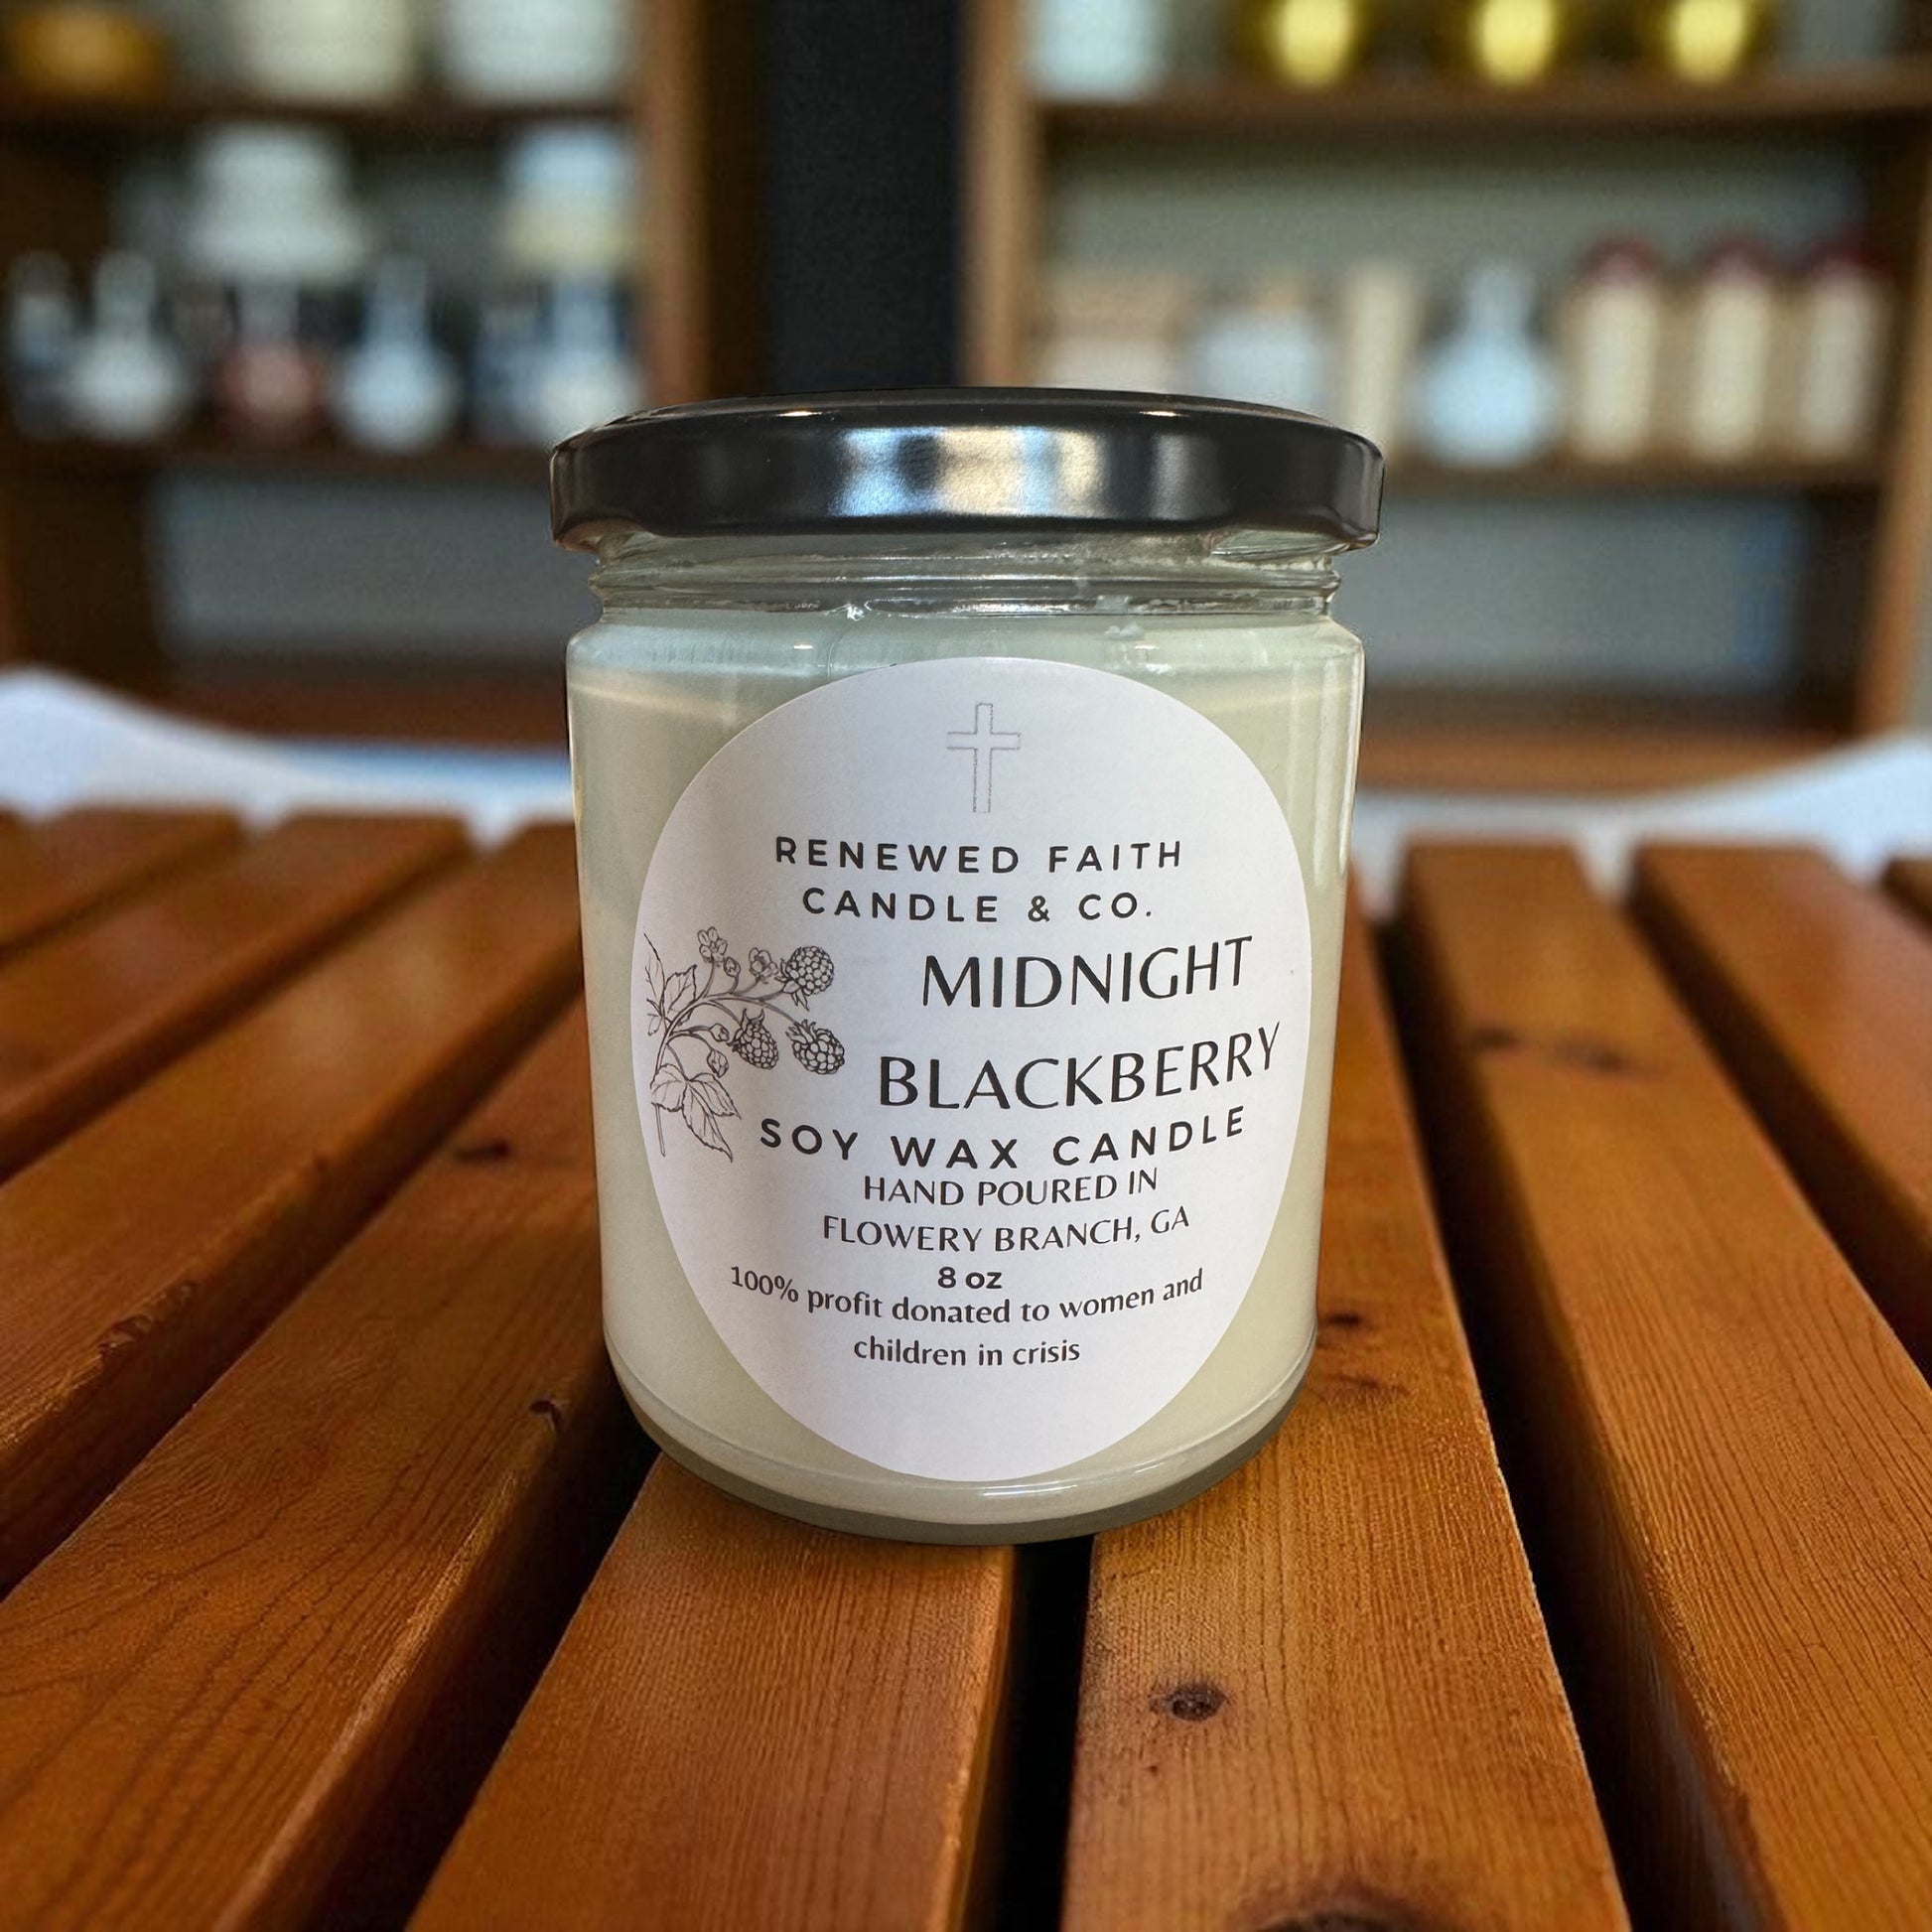 RENEWED FAITH
CANDLE & CO.
MIDNIGHT
BLACKBERRY
SOY WAX CANDLE
HAND POURED IN
FLOWERY BRANCH, GA
8 oz
100% profit donated to women and
children in crisis